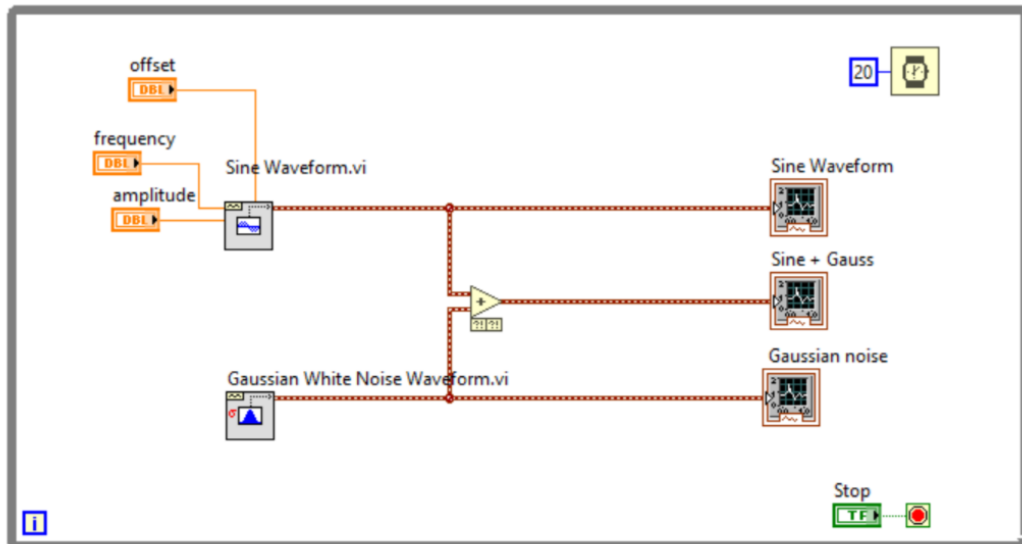 offset
DBL
20
frequency
DBL
Sine Waveform.vi
Sine Waveform
amplitude
DBL
Sine + Gauss
+
?! ?!
Gaussian noise
Gaussian White Noise Waveform.vi
σ
Stop
TF
i